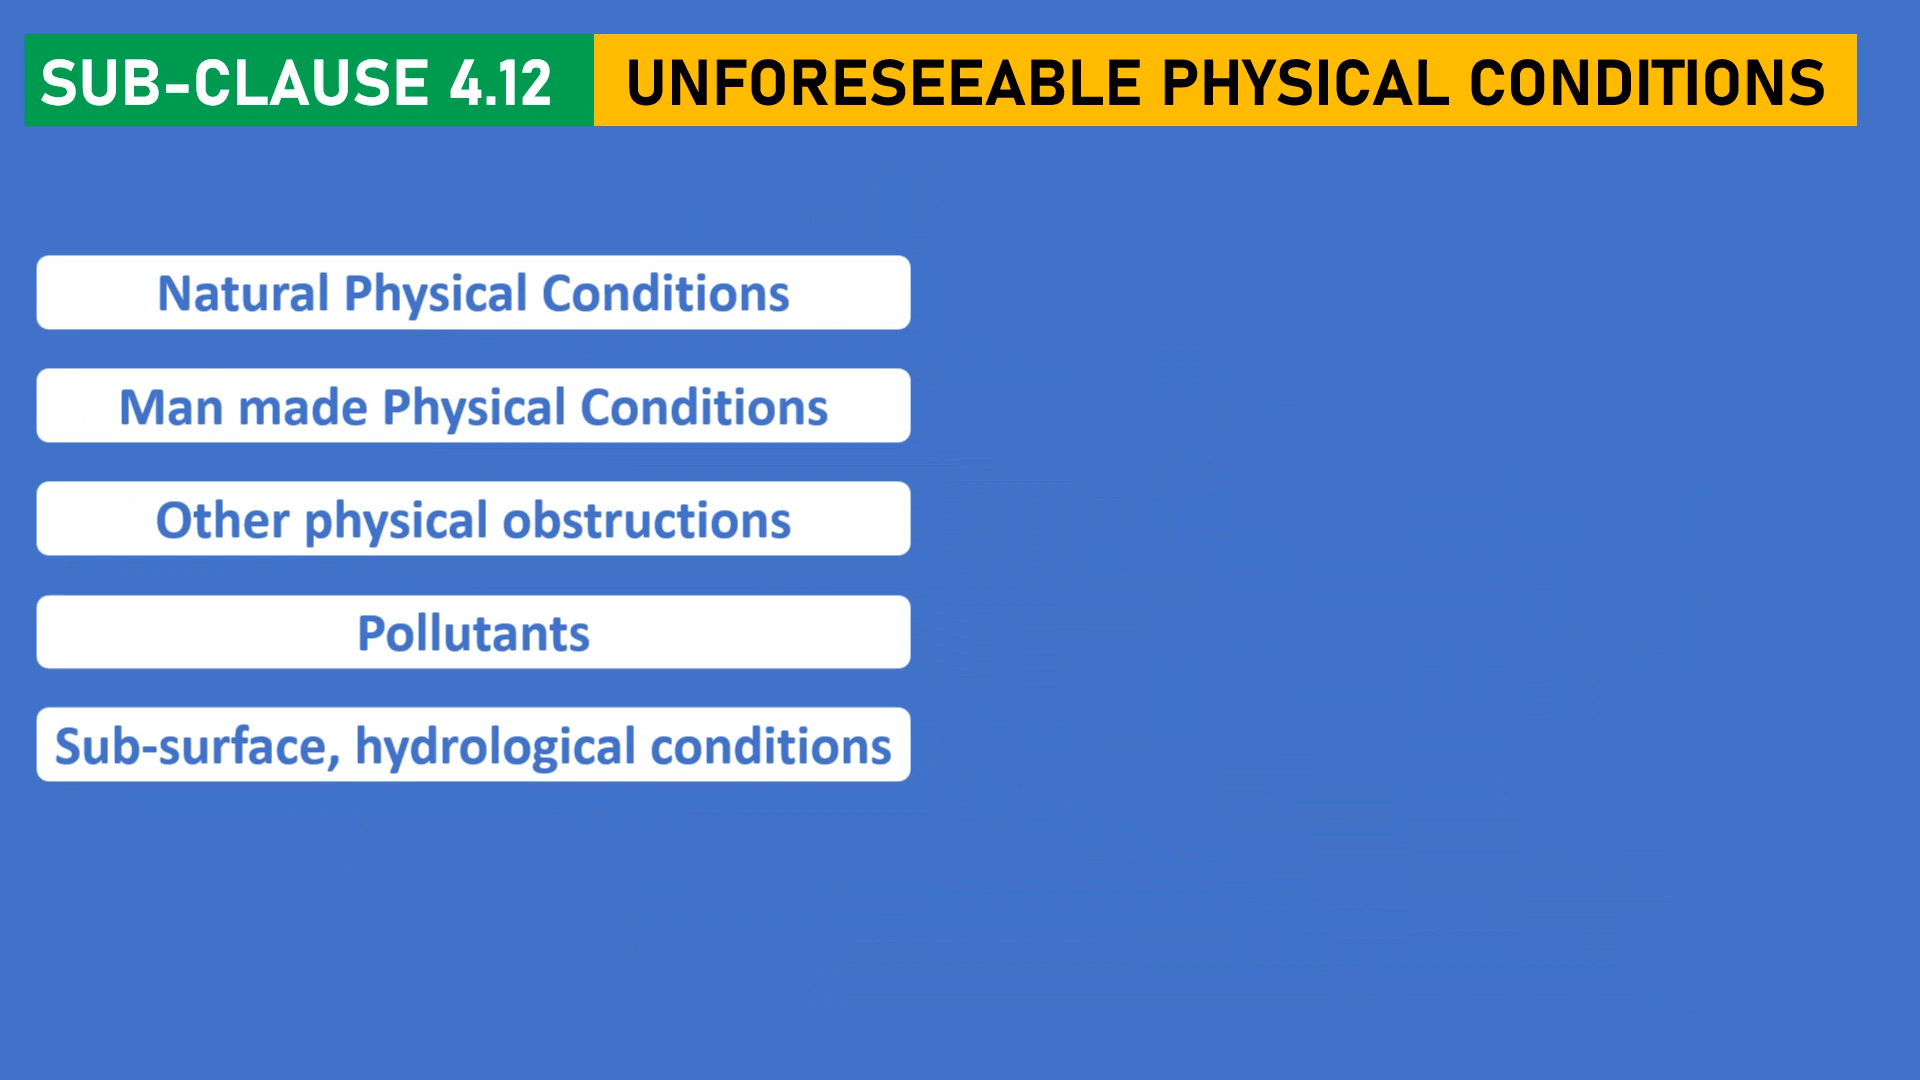 SUB-CLAUSE 4.12 UNFORESEEABLE PHYSICAL CONDITIONS
Natural Physical Conditions
Man made Physical Conditions
Other physical obstructions
Pollutants
Sub-surface, hydrological conditions